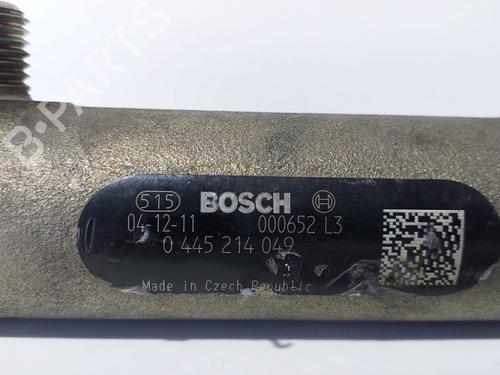 B-PARTS
515 BOSCH
04-12-11 000652 L3
0 445 214 049
Made in Czech Republic